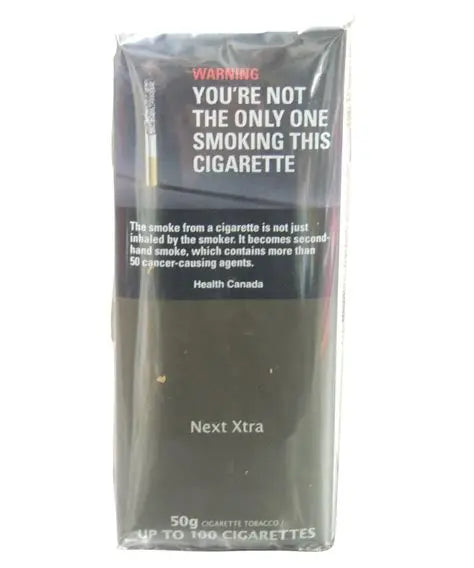 WARNING
YOU'RE NOT
THE ONLY ONE
SMOKING THIS
CIGARETTE
The smoke from a cigarette is not just
inhaled by the smoker. It becomes second-
hand smoke, which contains more than
50 cancer-causing agents.
Health Canada
Next Xtra
50g CIGARETTE TOBACCO /
UP TO 100 CIGARETTES